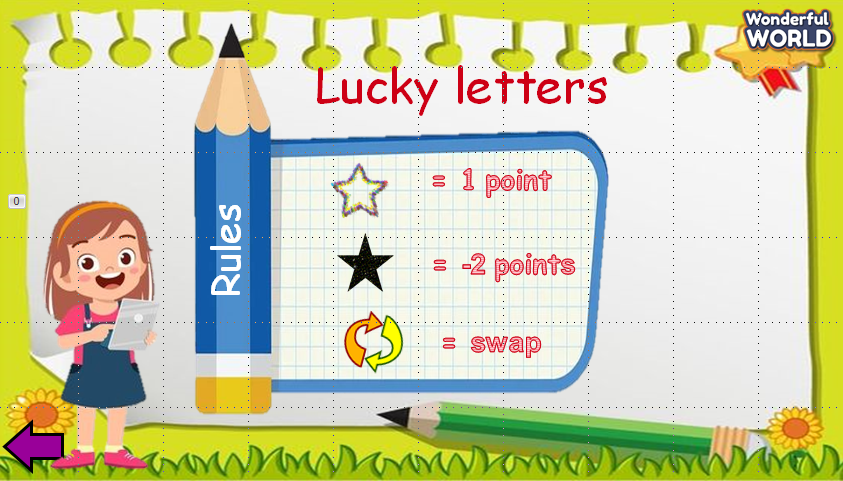 Wonderful
WORLD
Lucky letters
Rules
= 1 point
= -2 points
= swap
0